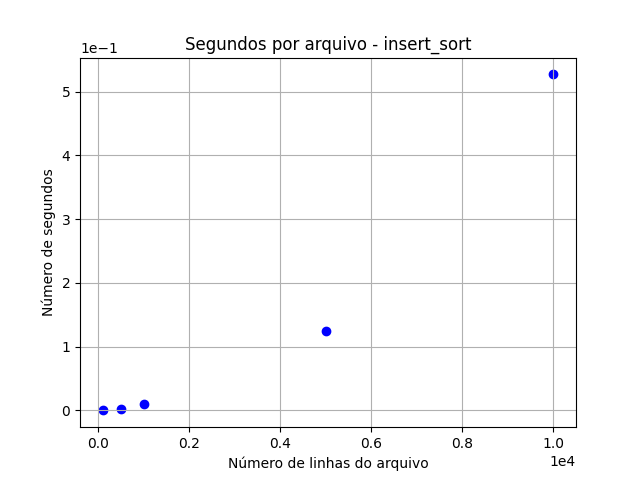 Segundos por arquivo - insert_sort
1e−1
5
4
3
2
1
0
Número de segundos
0.0 0.2 0.4 0.6 0.8 1.0
1e4
Número de linhas do arquivo